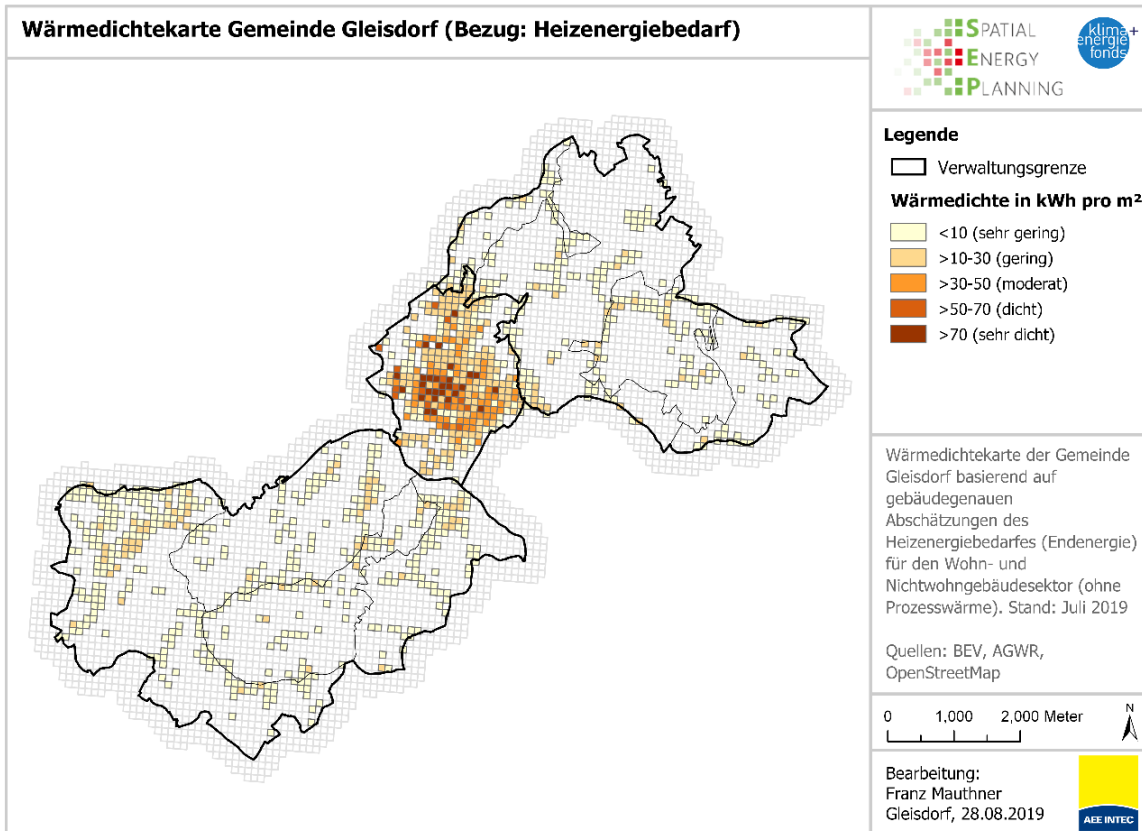 Wärmedichtekarte Gemeinde Gleisdorf (Bezug: Heizenergiebedarf)
SPATIAL
ENERGY
PLANNING
klima+
energie
fonds
Legende
Verwaltungsgrenze
Wärmedichte in kWh pro m²
<10 (sehr gering)
>10-30 (gering)
>30-50 (moderat)
>50-70 (dicht)
>70 (sehr dicht)
Wärmedichtekarte der Gemeinde
Gleisdorf basierend auf
gebäudegenauen
Abschätzungen des
Heizenergiebedarfes (Endenergie)
für den Wohn- und
Nichtwohngebäudesektor (ohne
Prozesswärme). Stand: Juli 2019
Quellen: BEV, AGWR,
OpenStreetMap
0 1,000 2,000 Meter
N
Bearbeitung:
Franz Mauthner
Gleisdorf, 28.08.2019
AEE INTEC